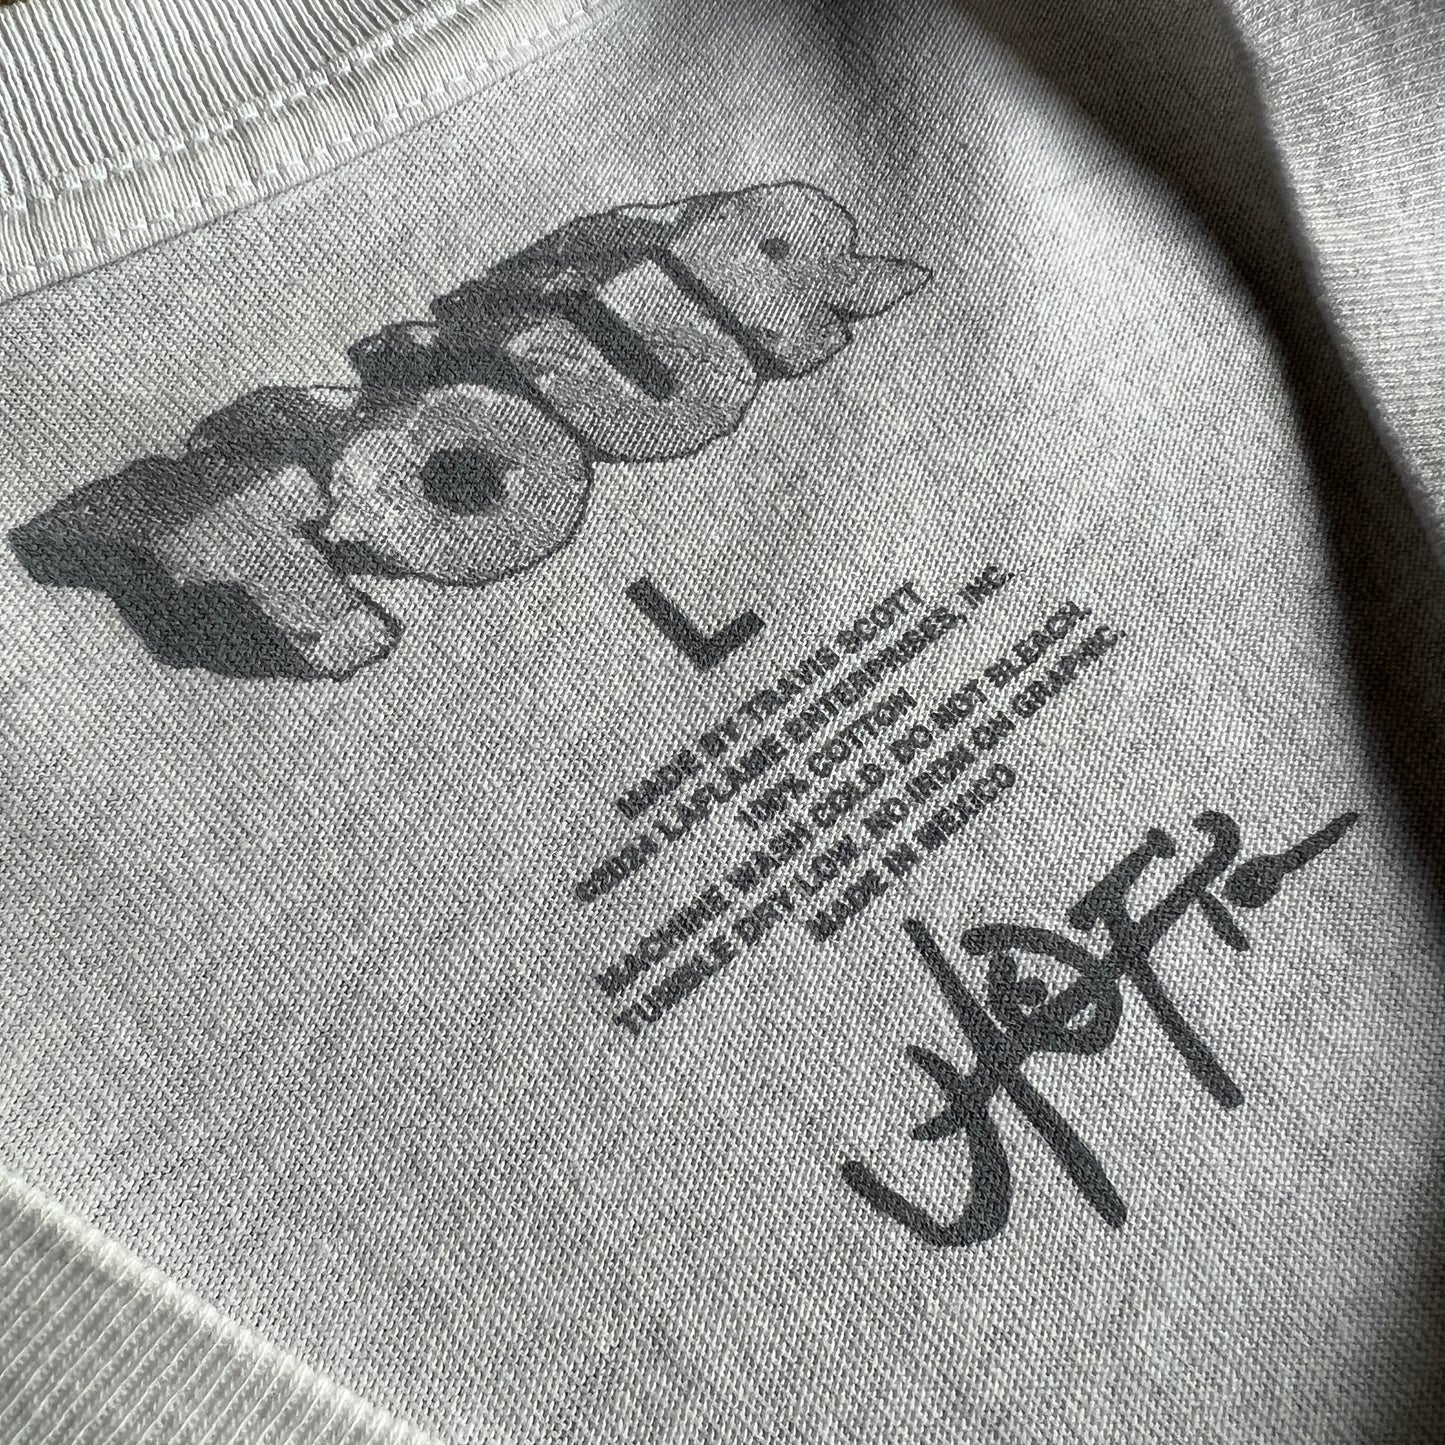 TOUR
L
MADE BY TRAVIS SCOTT
©2024 LAFLAME ENTERPRISES, INC.
100% COTTON
MACHINE WASH COLD. DO NOT BLEACH.
TUMBLE DRY LOW. NO IRON ON GRAPHIC.
MADE IN MEXICO